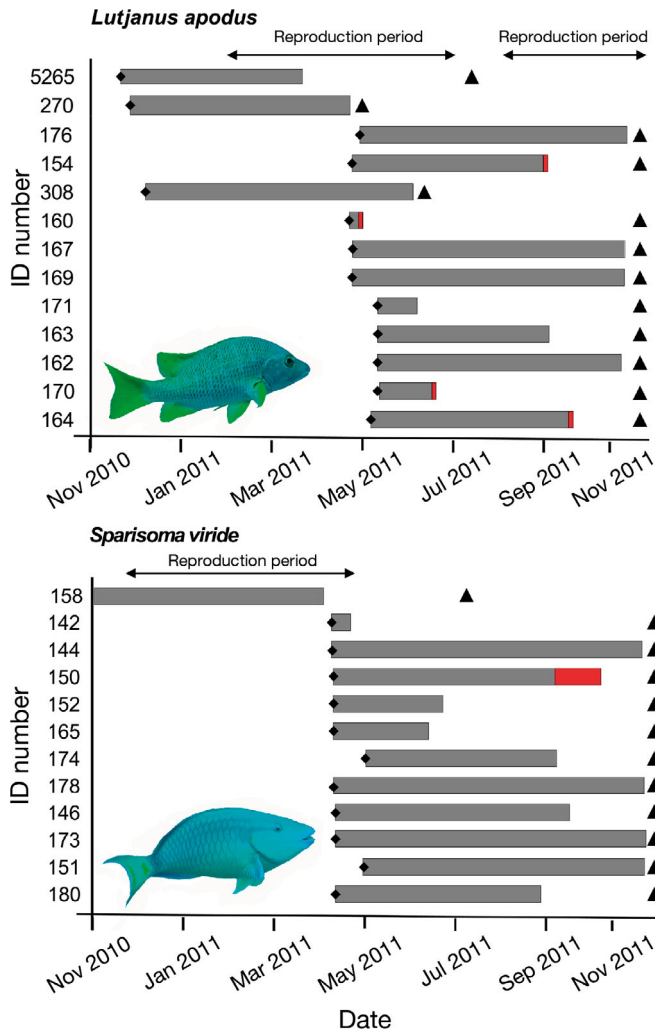 Lutjanus apodus
Reproduction period Reproduction period
5265
270
176
154
308
160
167
169
171
163
162
170
164
ID number
Nov 2010 Jan 2011 Mar 2011 May 2011 Jul 2011 Sep 2011 Nov 2011
Sparisoma viride
Reproduction period
158
142
144
150
152
165
174
178
146
173
151
180
ID number
Nov 2010 Jan 2011 Mar 2011 May 2011 Jul 2011 Sep 2011 Nov 2011
Date